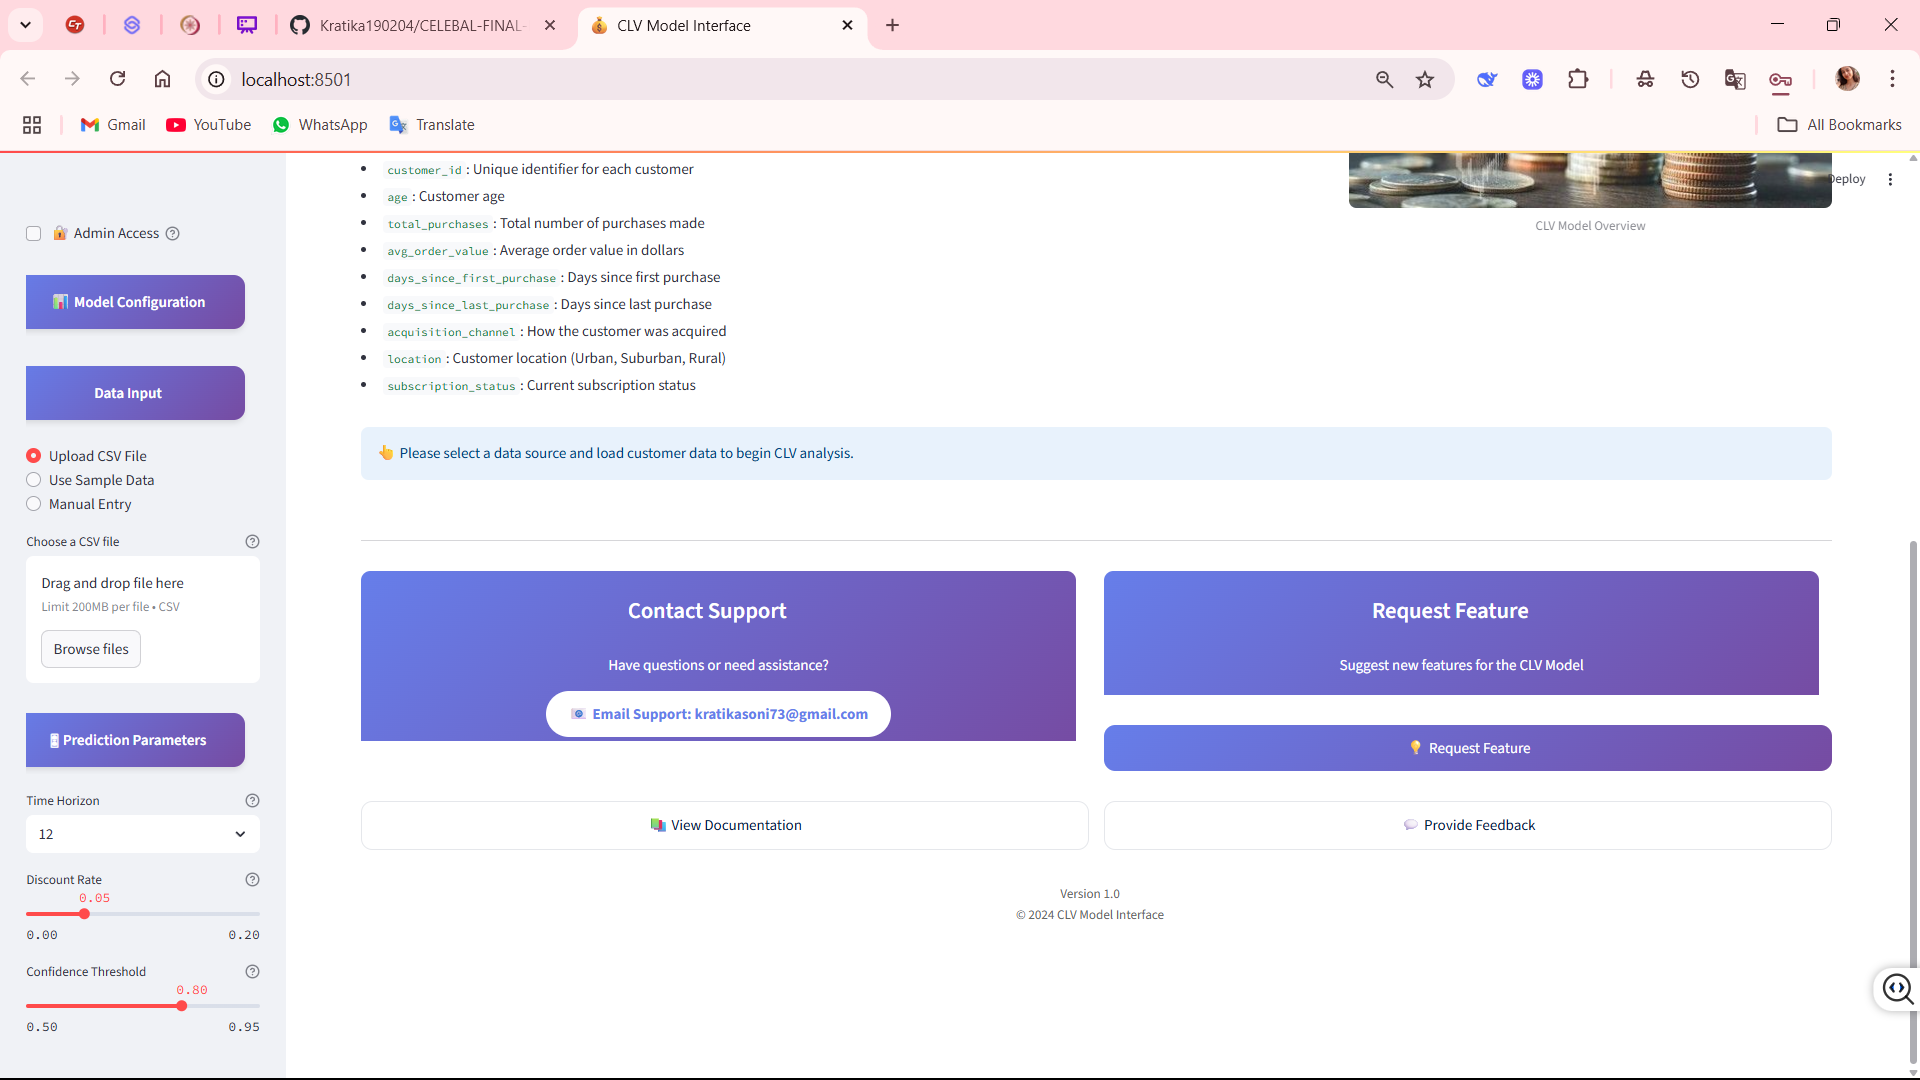 Kratika190204/CELEBAL-FINAL-
CLV Model Interface
localhost:8501
Gmail
YouTube
WhatsApp
Translate
All Bookmarks
Deploy
Admin Access
Model Configuration
Data Input
Upload CSV File
Use Sample Data
Manual Entry
Choose a CSV file
Drag and drop file here
Limit 200MB per file • CSV
Browse files
Prediction Parameters
Time Horizon
12
Discount Rate
0.05
0.00 0.20
Confidence Threshold
0.80
0.50 0.95
customer_id : Unique identifier for each customer
age : Customer age
total_purchases : Total number of purchases made
avg_order_value : Average order value in dollars
days_since_first_purchase : Days since first purchase
days_since_last_purchase : Days since last purchase
acquisition_channel : How the customer was acquired
location : Customer location (Urban, Suburban, Rural)
subscription_status : Current subscription status
CLV Model Overview
Please select a data source and load customer data to begin CLV analysis.
Contact Support
Have questions or need assistance?
Email Support: kratikasoni73@gmail.com
Request Feature
Suggest new features for the CLV Model
Request Feature
View Documentation
Provide Feedback
Version 1.0
© 2024 CLV Model Interface